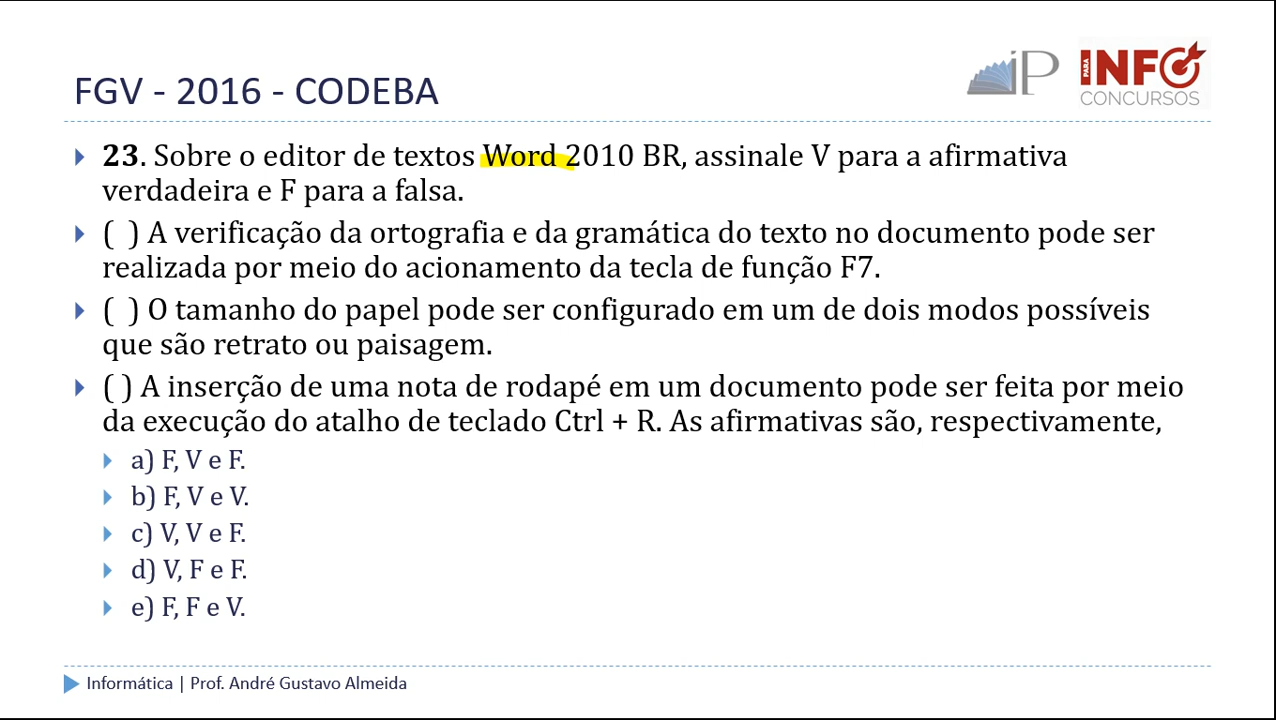 iP
PARA
INFO
CONCURSOS
FGV - 2016 - CODEBA
23. Sobre o editor de textos Word 2010 BR, assinale V para a afirmativa
verdadeira e F para a falsa.
( ) A verificação da ortografia e da gramática do texto no documento pode ser
realizada por meio do acionamento da tecla de função F7.
( ) O tamanho do papel pode ser configurado em um de dois modos possíveis
que são retrato ou paisagem.
( ) A inserção de uma nota de rodapé em um documento pode ser feita por meio
da execução do atalho de teclado Ctrl + R. As afirmativas são, respectivamente,
a) F, V e F.
b) F, V e V.
c) V, V e F.
d) V, F e F.
e) F, F e V.
Informática | Prof. André Gustavo Almeida